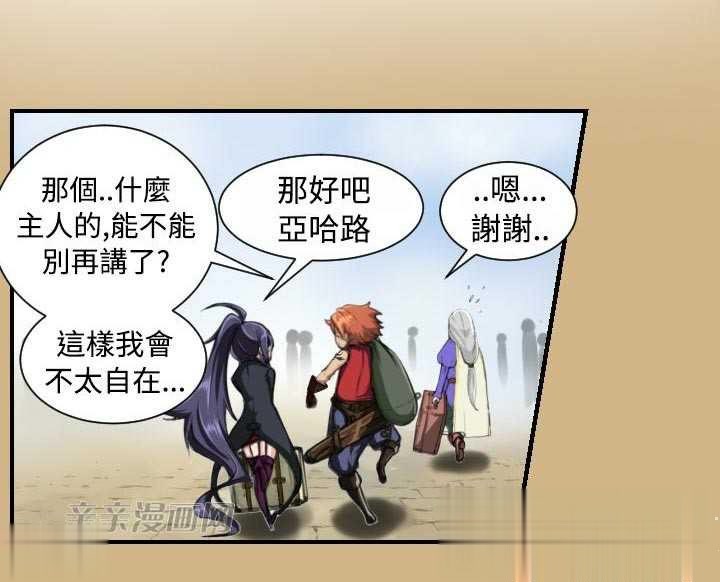 那個..什麼
主人的,能不能
別再講了?
這樣我會
不太自在...
那好吧
亞哈路
..嗯...
謝謝..
辛辛漫画网